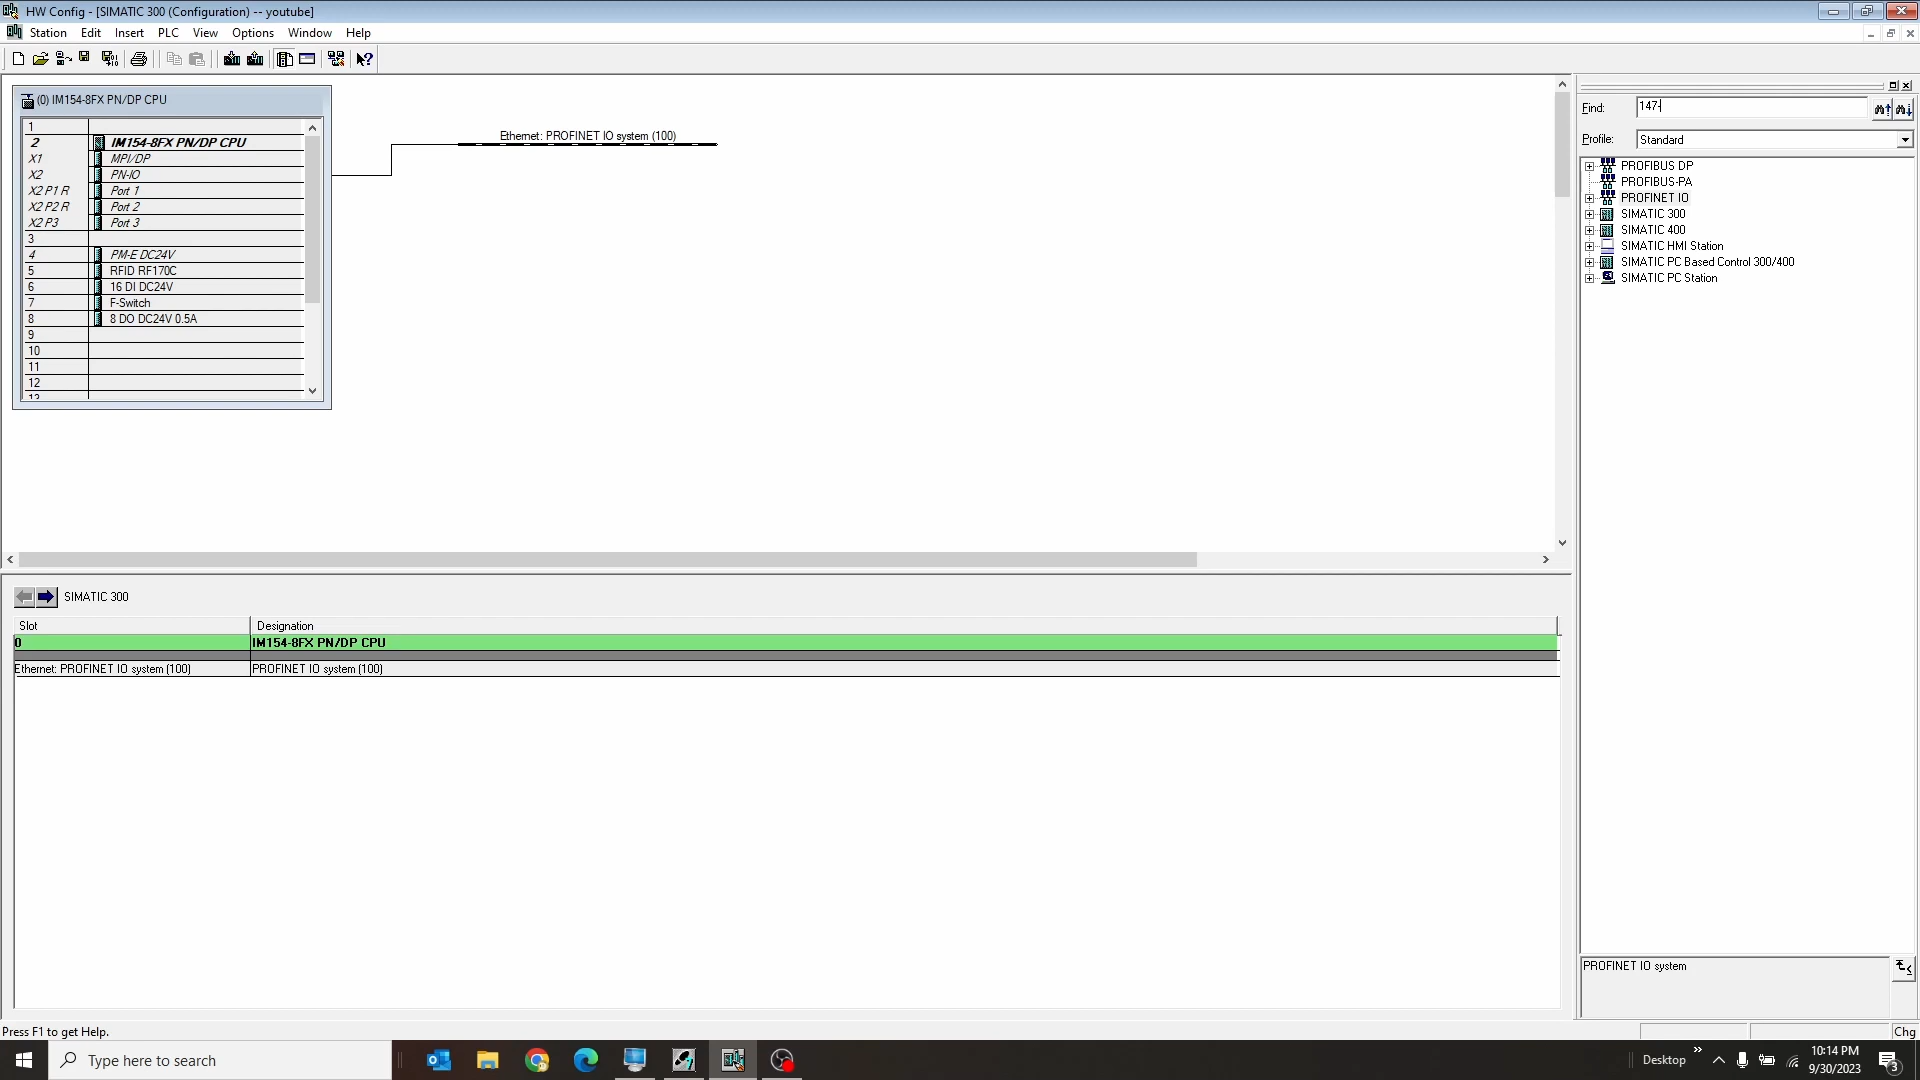 HW Config - [SIMATIC 300 (Configuration) -- youtube]
Station Edit Insert PLC View Options Window Help
(0) IM154-8FX PN/DP CPU
1
2 IM154-8FX PN/DP CPU
X1 MPI/DP
X2 PN-IO
X2 P1 R Port 1
X2 P2 R Port 2
X2 P3 Port 3
3
4 PM-E DC24V
5 RFID RF170C
6 16 DI DC24V
7 F-Switch
8 8 DO DC24V 0.5A
9
10
11
12
13
Ethernet: PROFINET IO system (100)
Find: 147-
Profile: Standard
PROFIBUS DP
PROFIBUS-PA
PROFINET IO
SIMATIC 300
SIMATIC 400
SIMATIC HMI Station
SIMATIC PC Based Control 300/400
SIMATIC PC Station
SIMATIC 300
Slot Designation
0 IM154-8FX PN/DP CPU
Ethernet: PROFINET IO system (100) PROFINET IO system (100)
PROFINET IO system
Press F1 to get Help.
Chg
Type here to search
Desktop
10:14 PM
9/30/2023
3